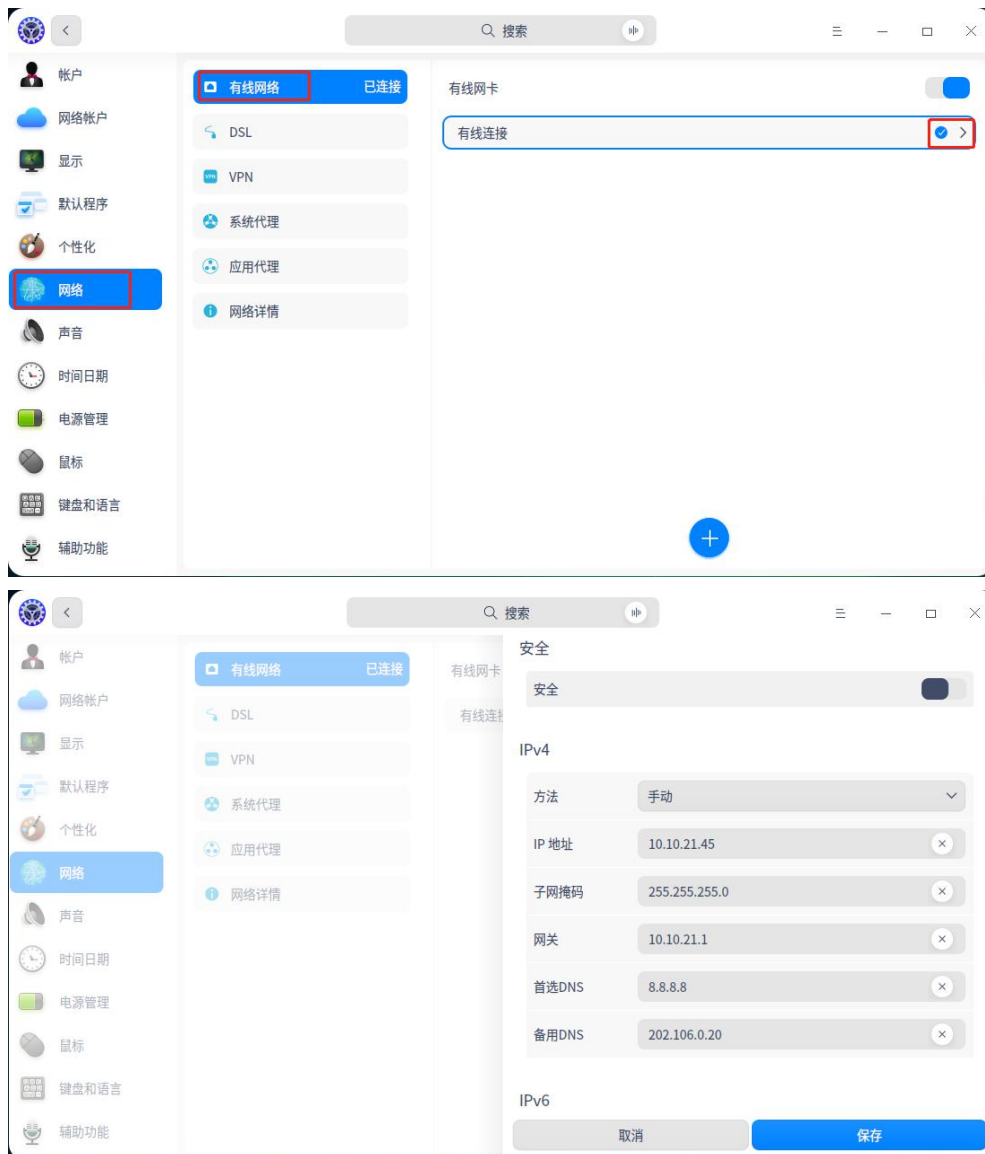 搜索
帐户
网络帐户
显示
默认程序
个性化
网络
声音
时间日期
电源管理
鼠标
键盘和语言
辅助功能
有线网络 已连接
DSL
VPN
系统代理
应用代理
网络详情
有线网卡
有线连接
搜索
帐户
网络帐户
显示
默认程序
个性化
网络
声音
时间日期
电源管理
鼠标
键盘和语言
辅助功能
有线网络 已连接
DSL
VPN
系统代理
应用代理
网络详情
有线网卡
有线连
安全
安全
IPv4
方法 手动
IP 地址 10.10.21.45
子网掩码 255.255.255.0
网关 10.10.21.1
首选DNS 8.8.8.8
备用DNS 202.106.0.20
IPv6
取消 保存